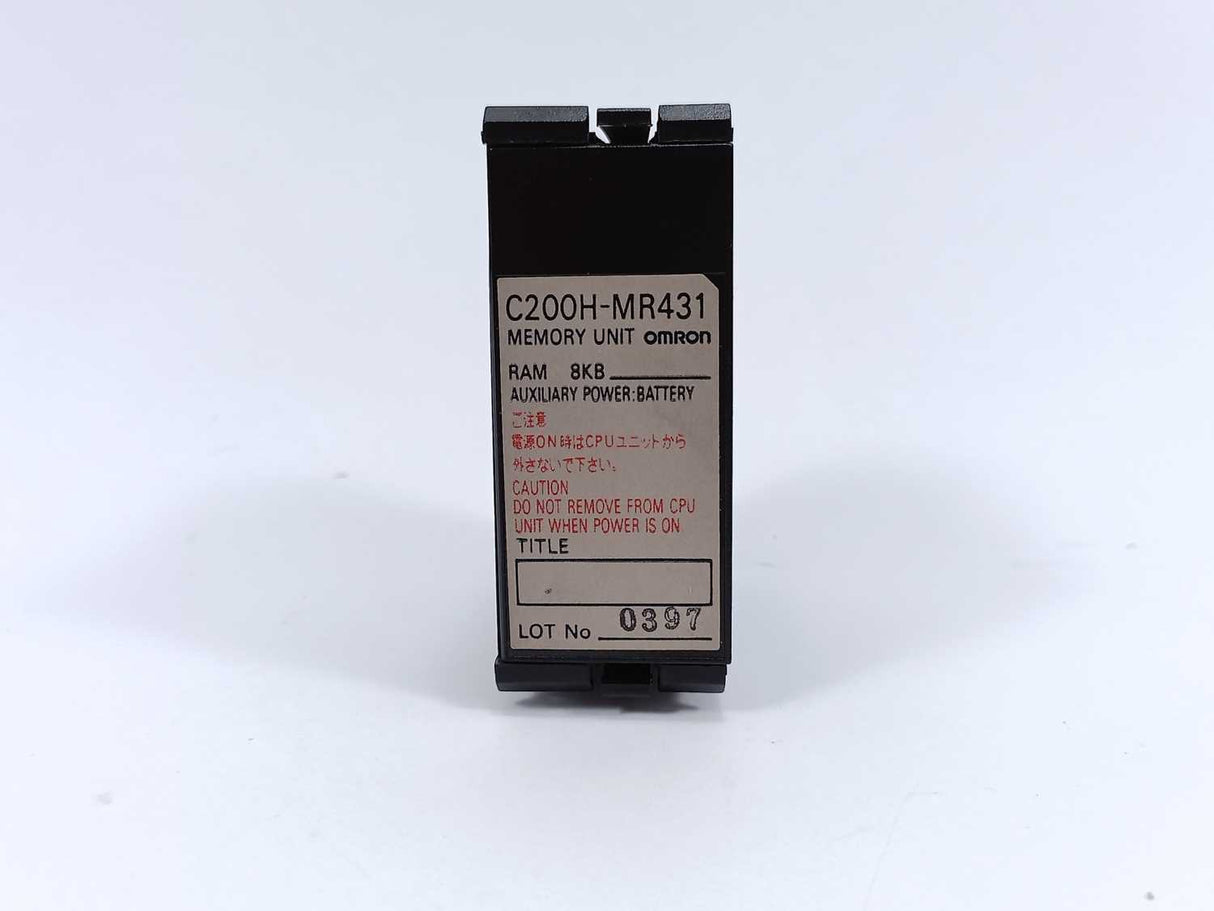 C200H-MR431
MEMORY UNIT OMRON
RAM 8KB
AUXILIARY POWER:BATTERY
ご注意
電源ON時はCPUユニットから
外さないで下さい。
CAUTION
DO NOT REMOVE FROM CPU
UNIT WHEN POWER IS ON
TITLE
LOT No 0397